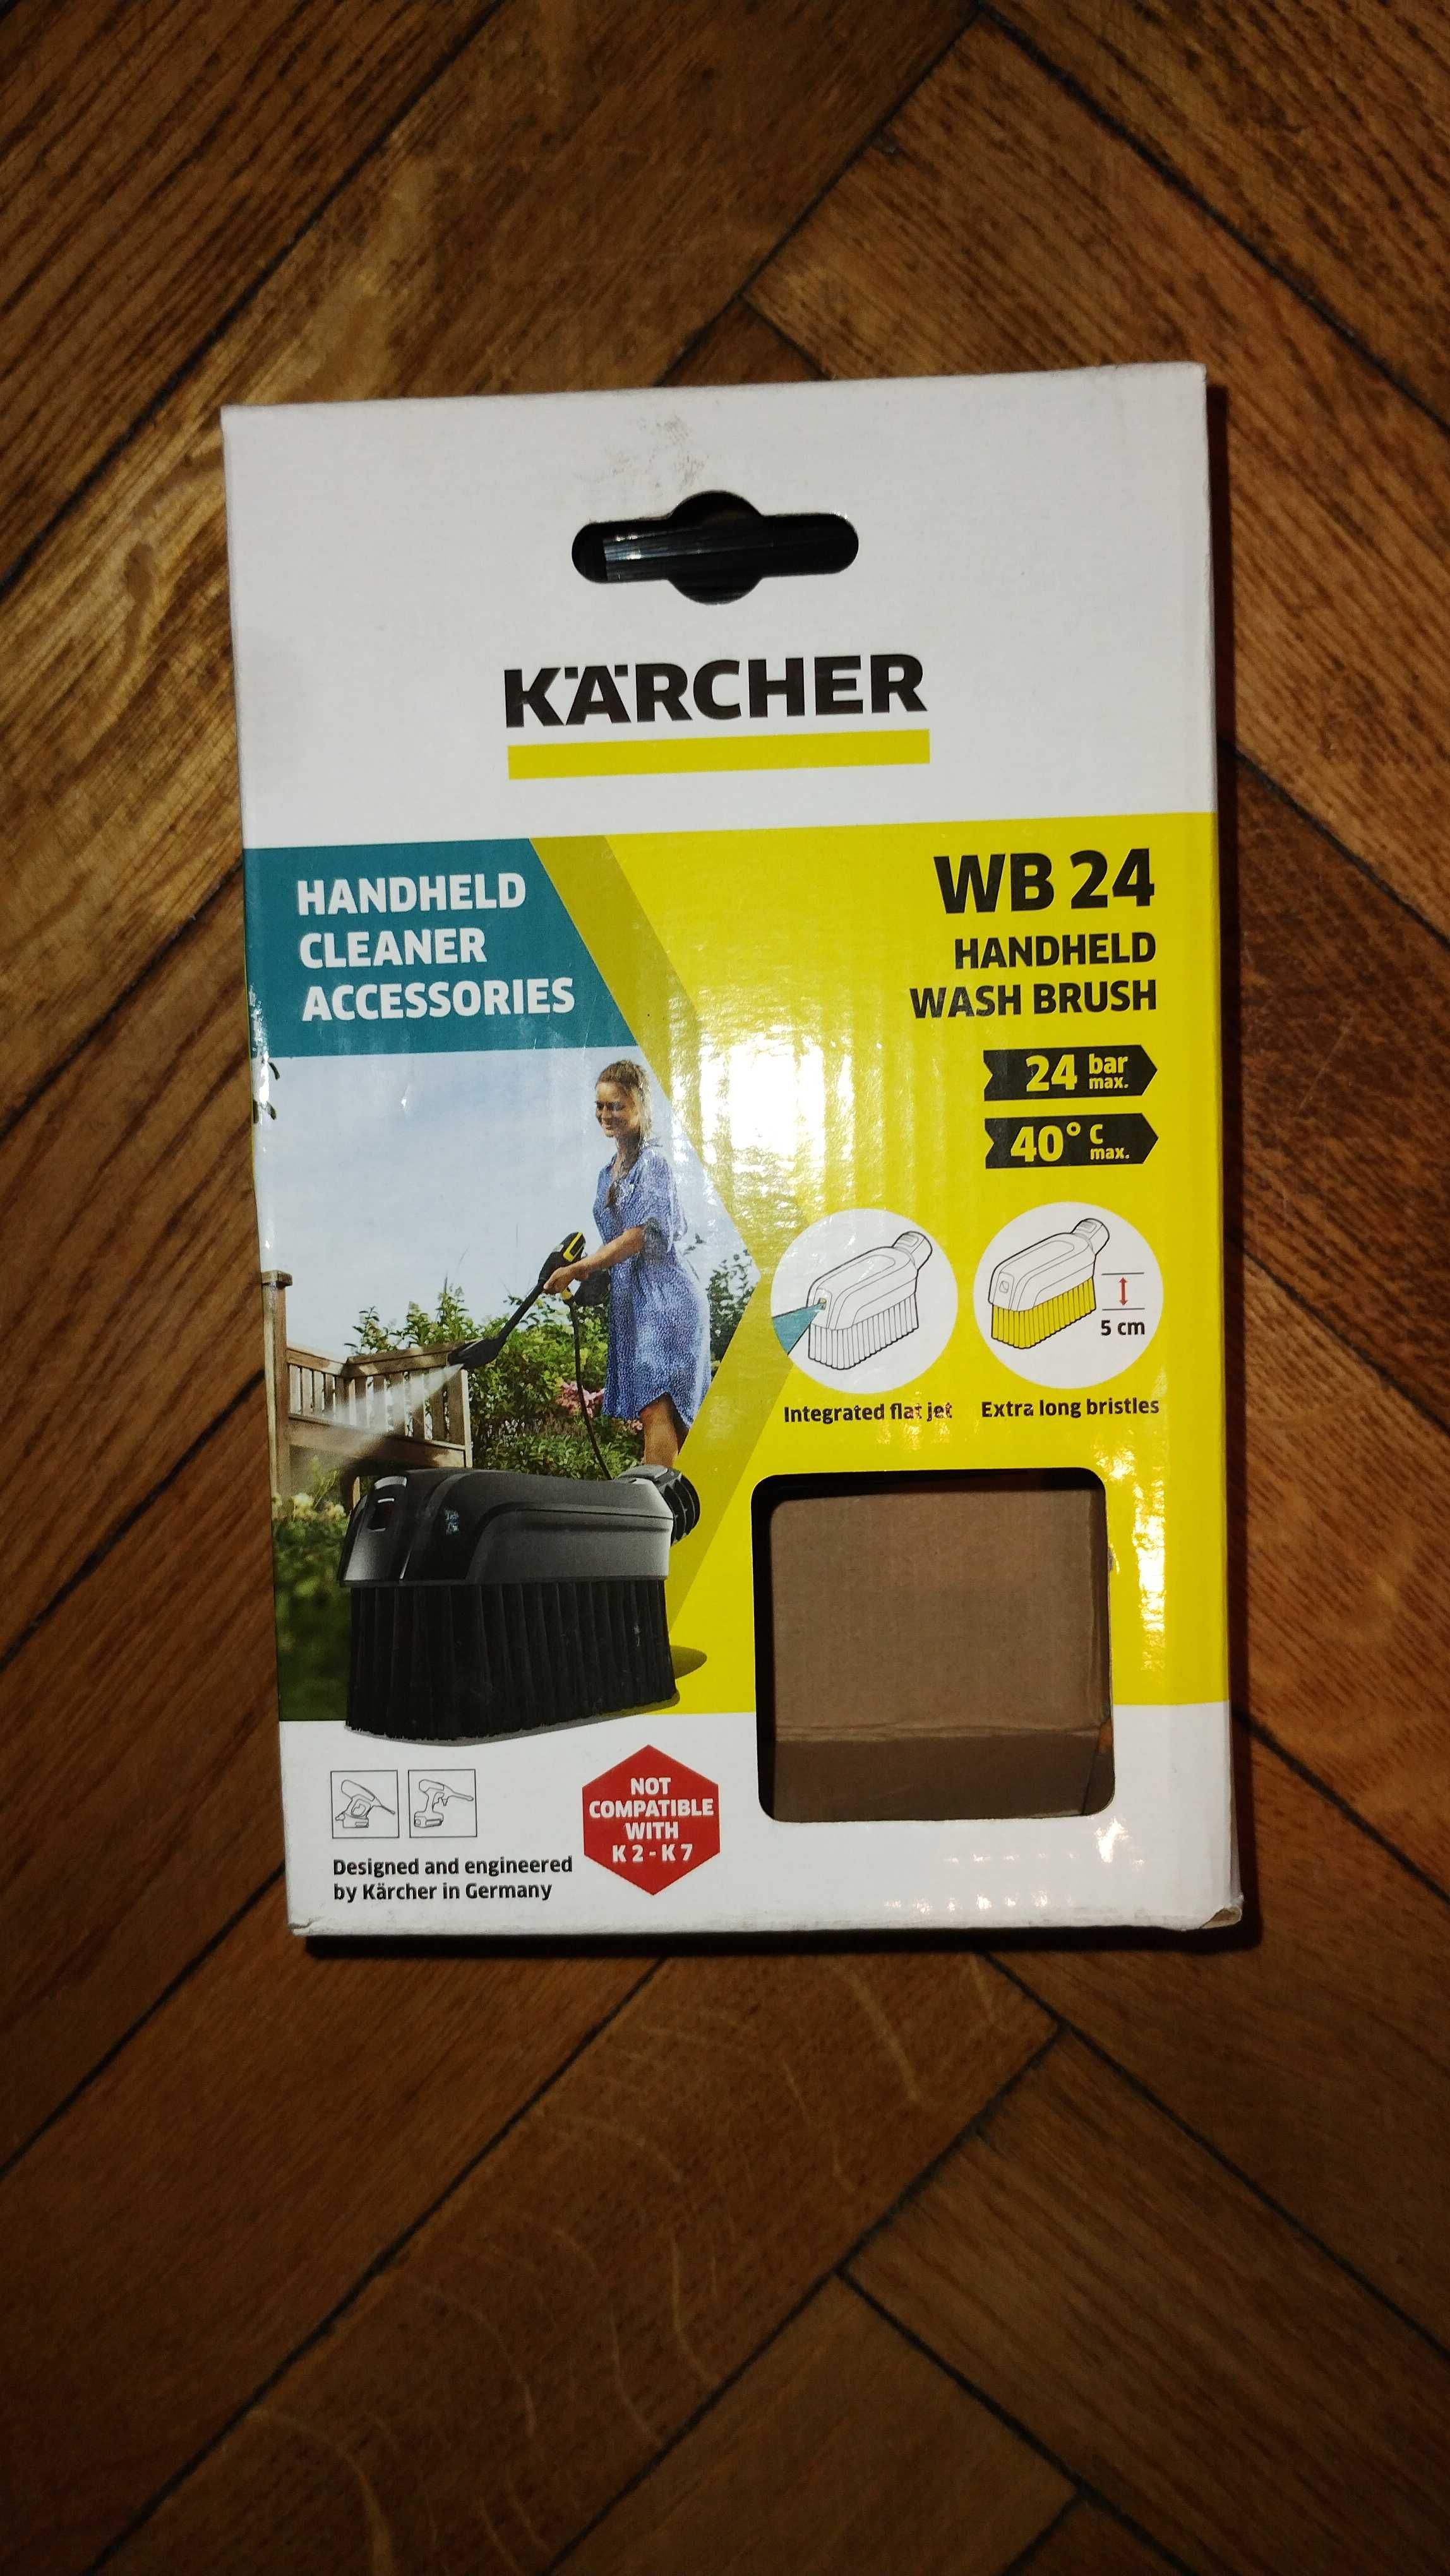 KÄRCHER
HANDHELD
CLEANER
ACCESSORIES
WB 24
HANDHELD
WASH BRUSH
24 bar max.
40° C max.
5 cm
Integrated flat jet
Extra long bristles
NOT
COMPATIBLE
WITH
K 2 - K 7
Designed and engineered
by Kärcher in Germany